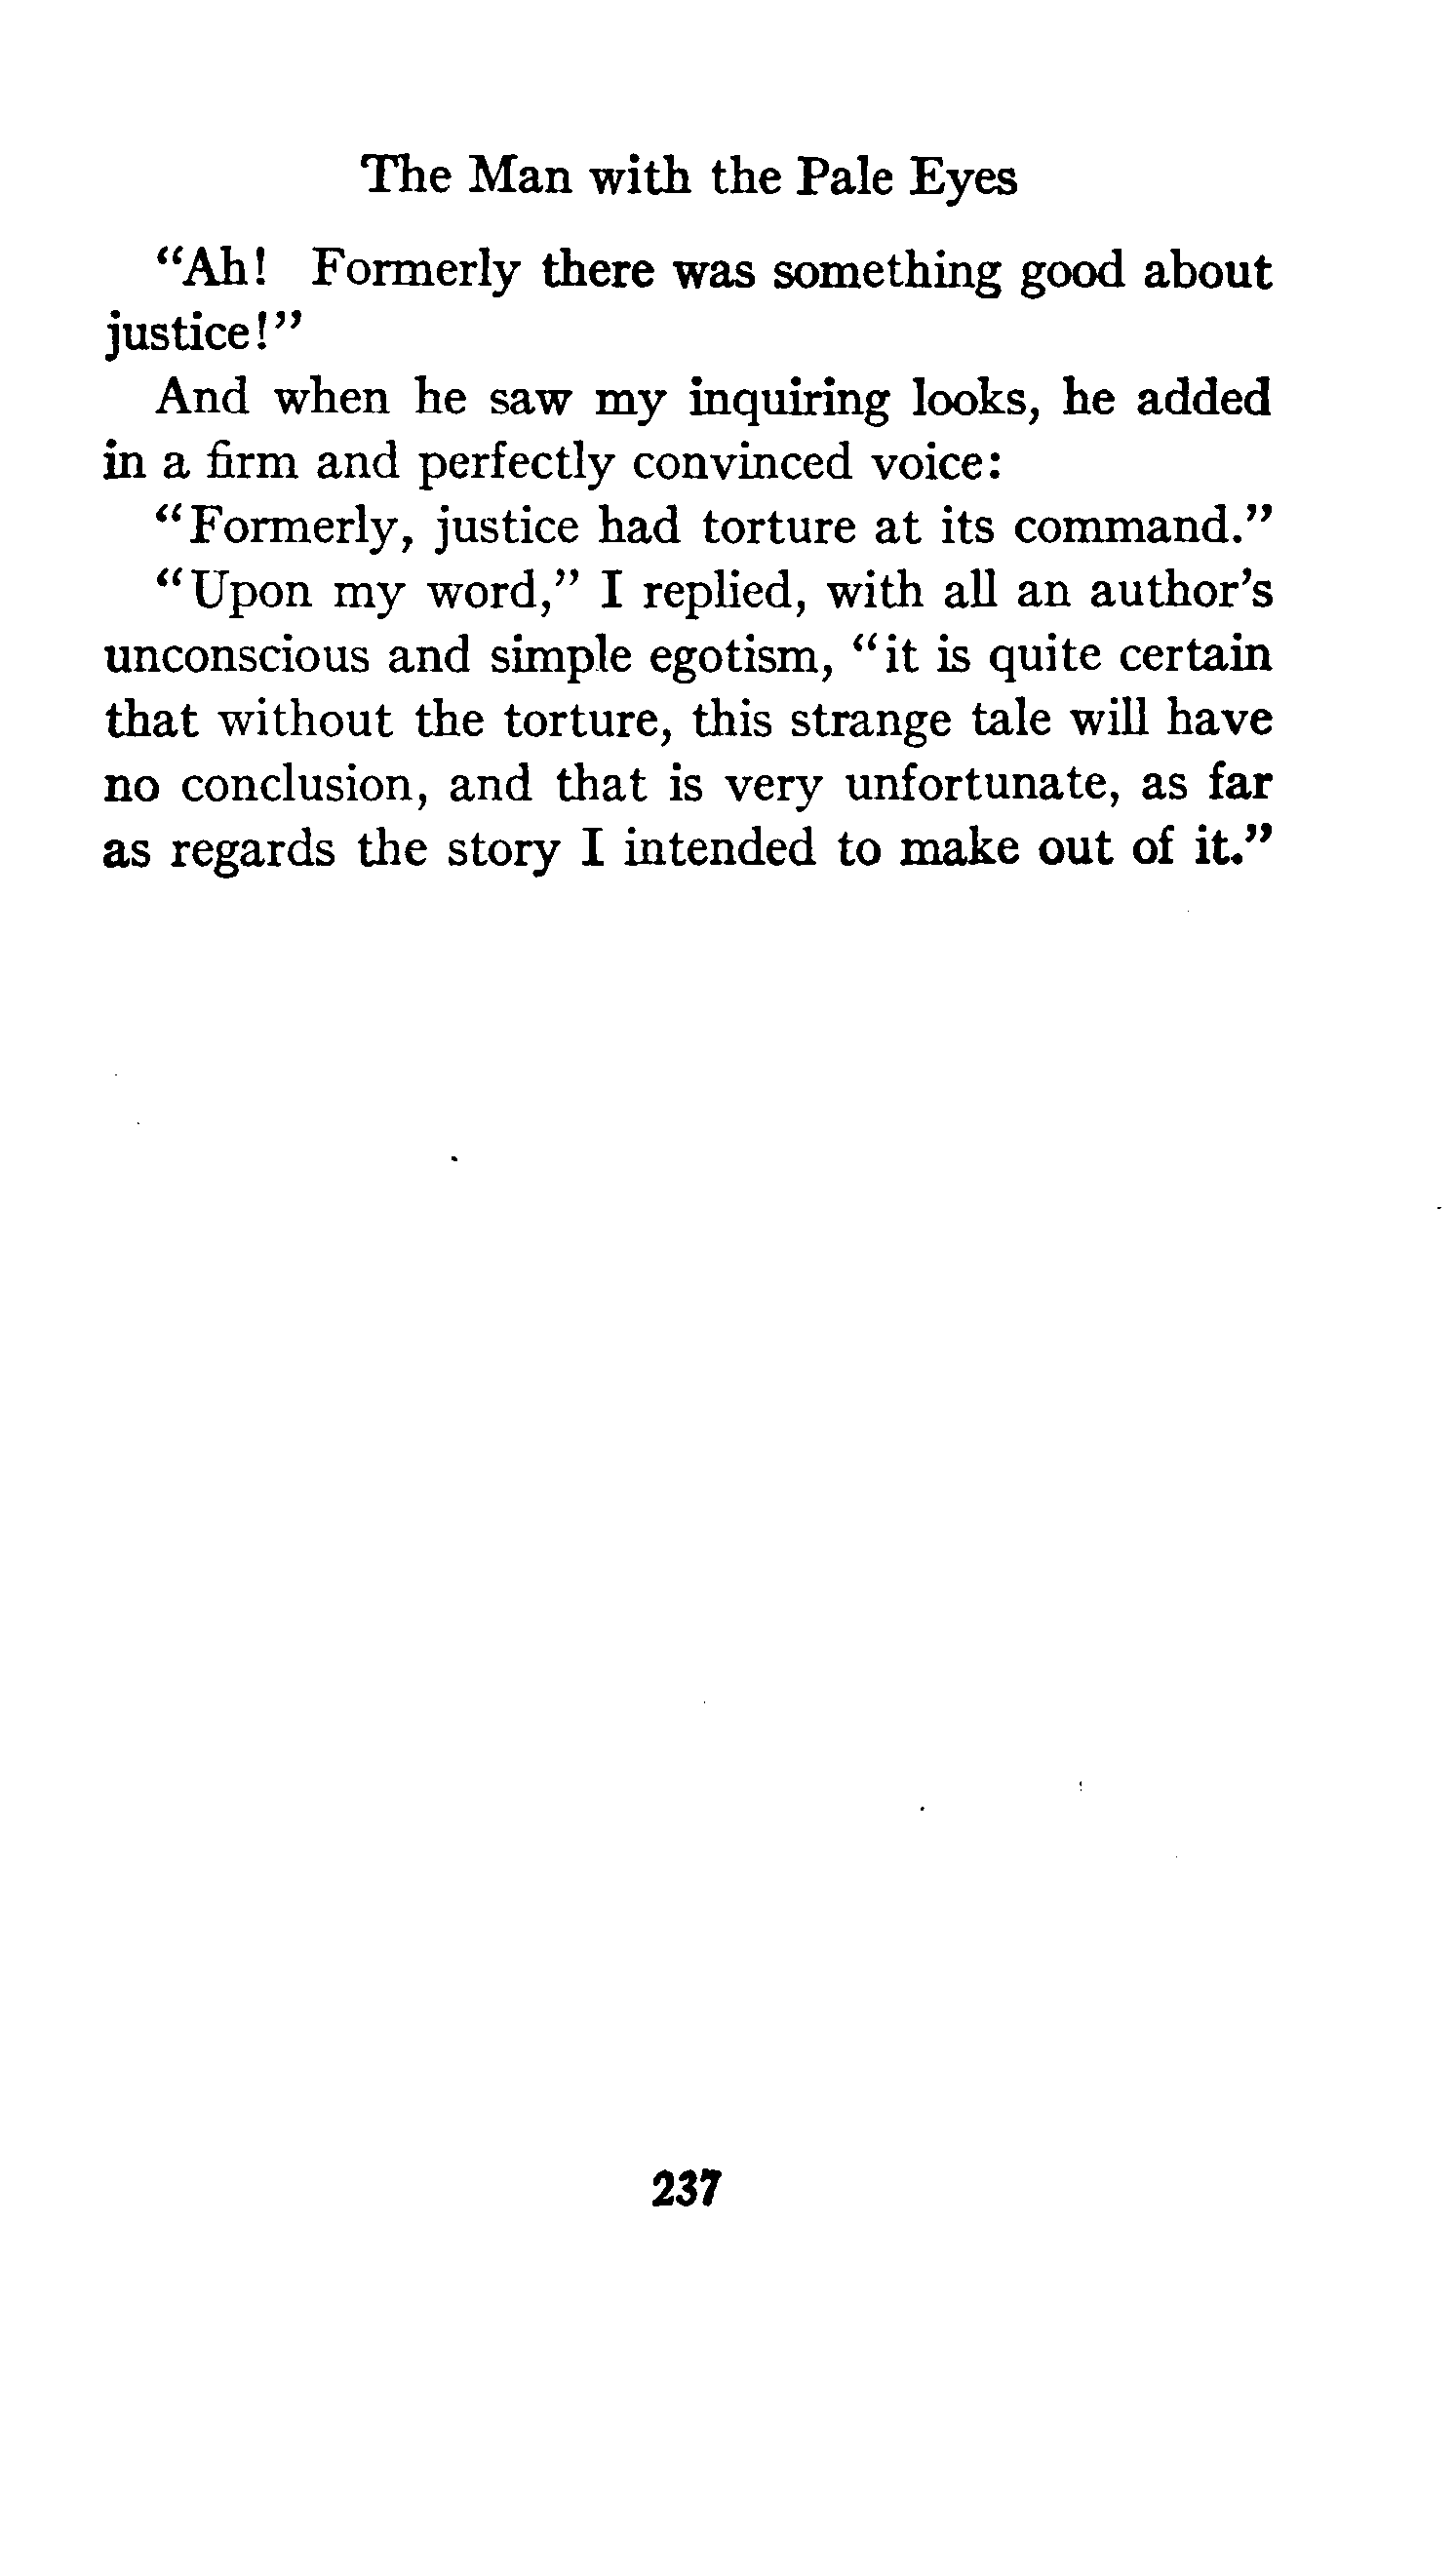 The Man with the Pale Eyes
“Ah! Formerly there was something good about
justice!”
And when he saw my inquiring looks, he added
in a firm and perfectly convinced voice:
“Formerly, justice had torture at its command.”
“Upon my word,” I replied, with all an author’s
unconscious and simple egotism, “it is quite certain
that without the torture, this strange tale will have
no conclusion, and that is very unfortunate, as far
as regards the story I intended to make out of it.”
237